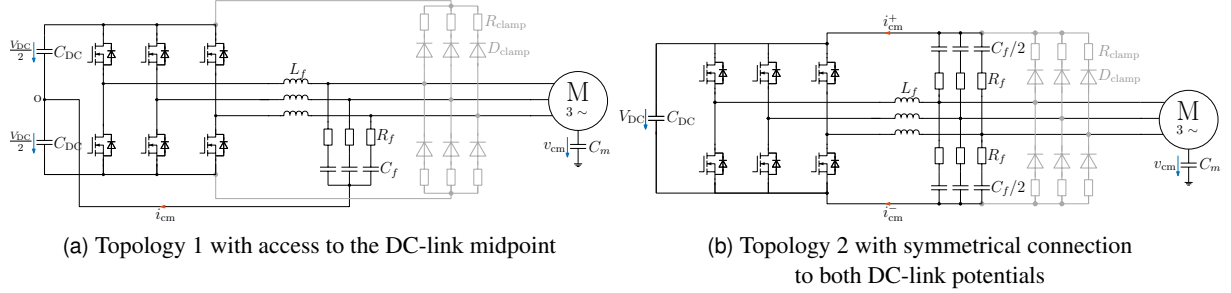 V_DC/2
C_DC
o
V_DC/2
C_DC
L_f
R_clamp
D_clamp
R_f
C_f
M
3 ~
v_cm
C_m
i_cm
(a) Topology 1 with access to the DC-link midpoint
i_cm^+
V_DC
C_DC
L_f
C_f/2
R_f
R_clamp
D_clamp
R_f
C_f/2
M
3 ~
v_cm
C_m
i_cm^-
(b) Topology 2 with symmetrical connection
to both DC-link potentials